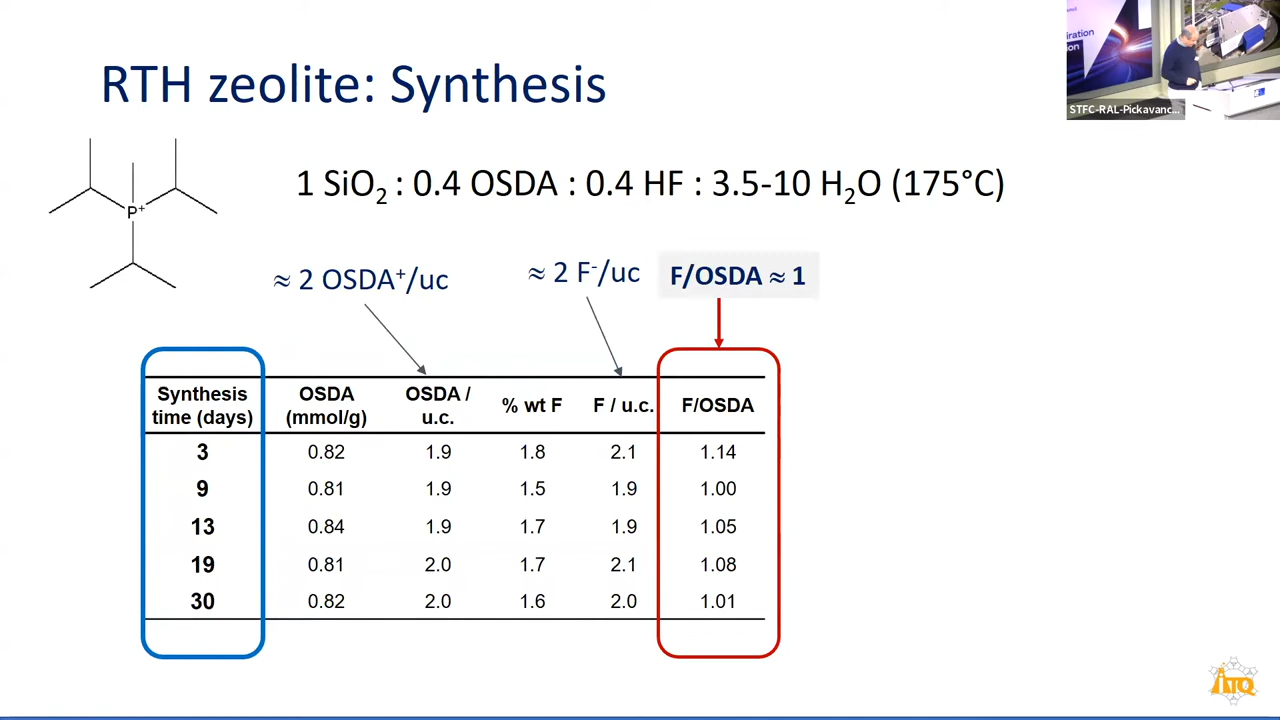 ncil
iration
ion
STFC-RAL-Pickavanc...
RTH zeolite: Synthesis
P+
1 SiO2 : 0.4 OSDA : 0.4 HF : 3.5-10 H2O (175°C)
≈ 2 OSDA+/uc
≈ 2 F-/uc
F/OSDA ≈ 1
Synthesis time (days) OSDA (mmol/g) OSDA / u.c. % wt F F / u.c. F/OSDA
3 0.82 1.9 1.8 2.1 1.14
9 0.81 1.9 1.5 1.9 1.00
13 0.84 1.9 1.7 1.9 1.05
19 0.81 2.0 1.7 2.1 1.08
30 0.82 2.0 1.6 2.0 1.01
iTQ